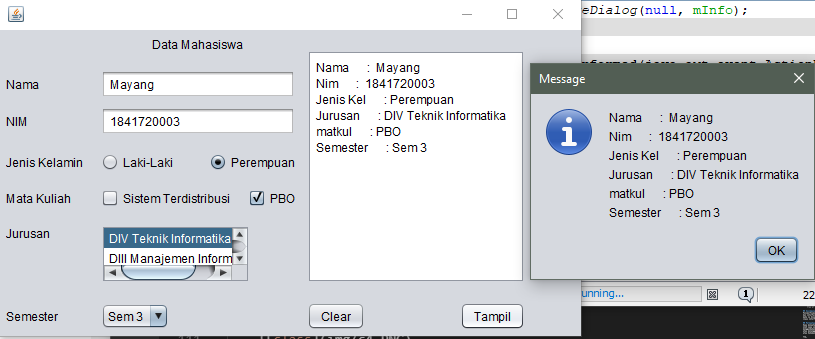 eDialog(null, mInfo);
Data Mahasiswa
Nama Mayang
NIM 1841720003
Jenis Kelamin Laki-Laki Perempuan
Mata Kuliah Sistem Terdistribusi PBO
Jurusan DIV Teknik Informatika
DIII Manajemen Inform
Semester Sem 3
Nama : Mayang
Nim : 1841720003
Jenis Kel : Perempuan
Jurusan : DIV Teknik Informatika
matkul : PBO
Semester : Sem 3
Clear Tampil
Message
Nama : Mayang
Nim : 1841720003
Jenis Kel : Perempuan
Jurusan : DIV Teknik Informatika
matkul : PBO
Semester : Sem 3
OK
unning...
1
22